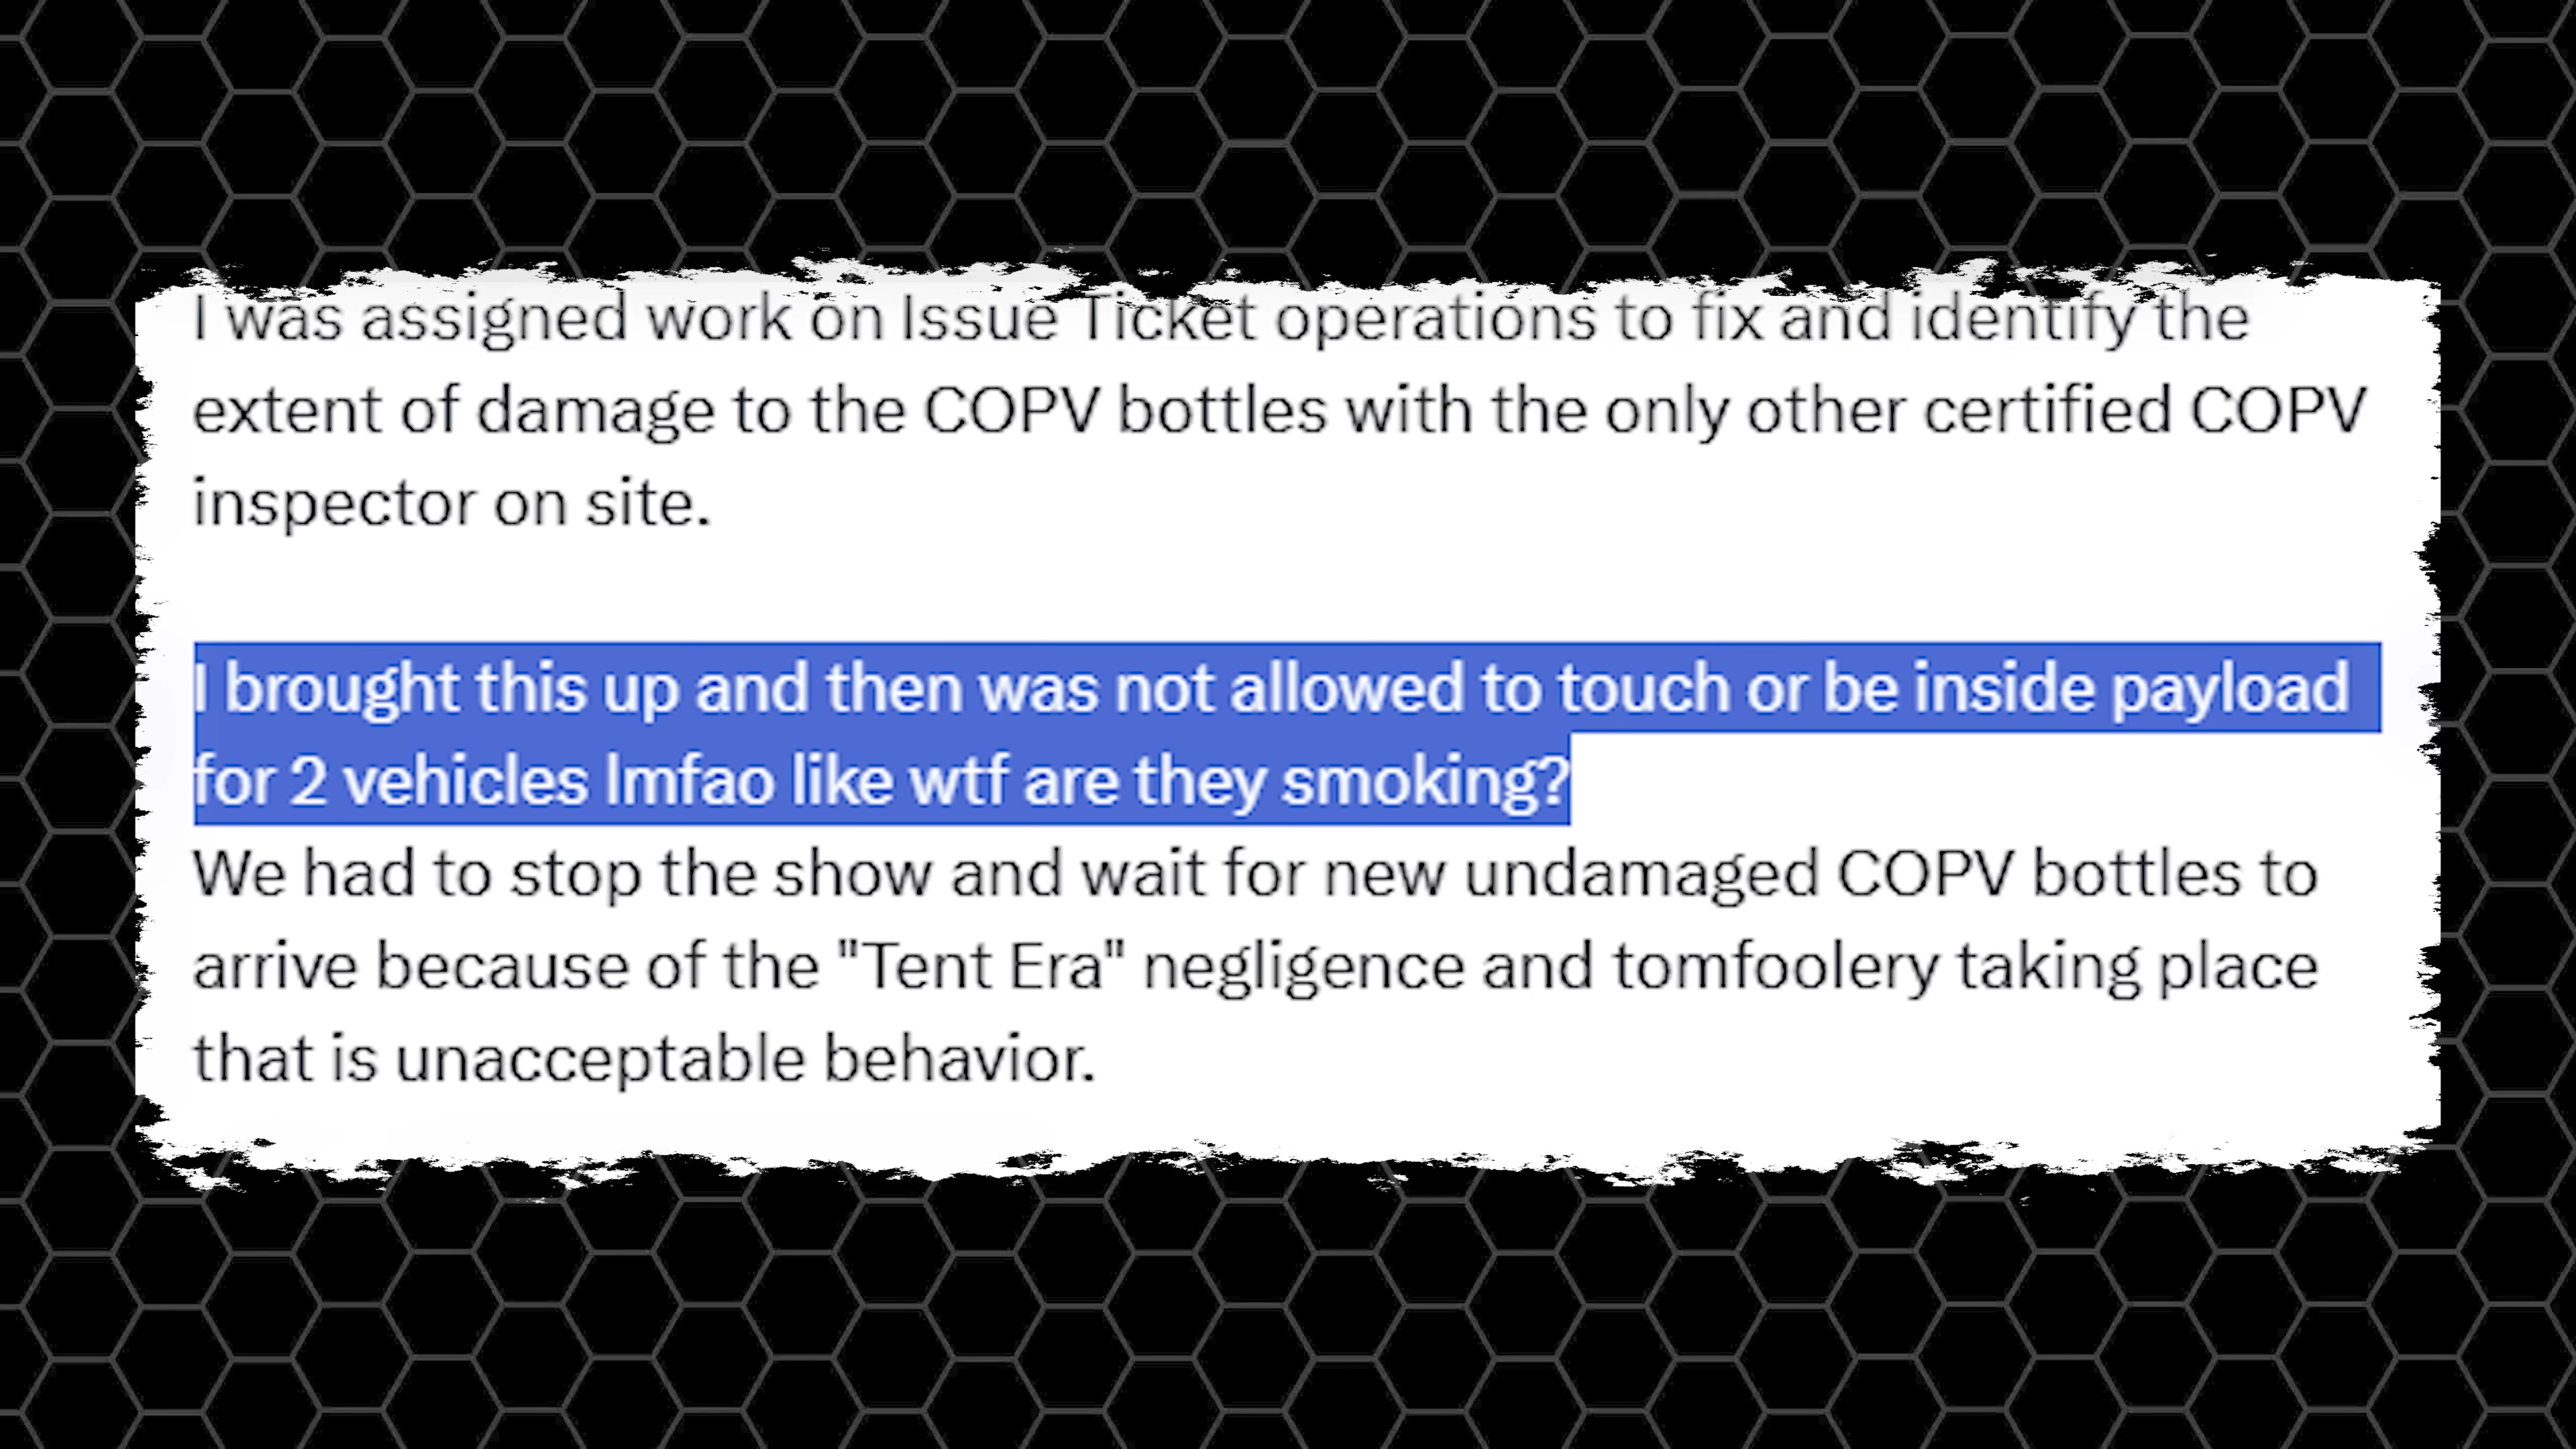 I was assigned work on Issue Ticket operations to fix and identify the
extent of damage to the COPV bottles with the only other certified COPV
inspector on site.
I brought this up and then was not allowed to touch or be inside payload
for 2 vehicles lmfao like wtf are they smoking?
We had to stop the show and wait for new undamaged COPV bottles to
arrive because of the "Tent Era" negligence and tomfoolery taking place
that is unacceptable behavior.